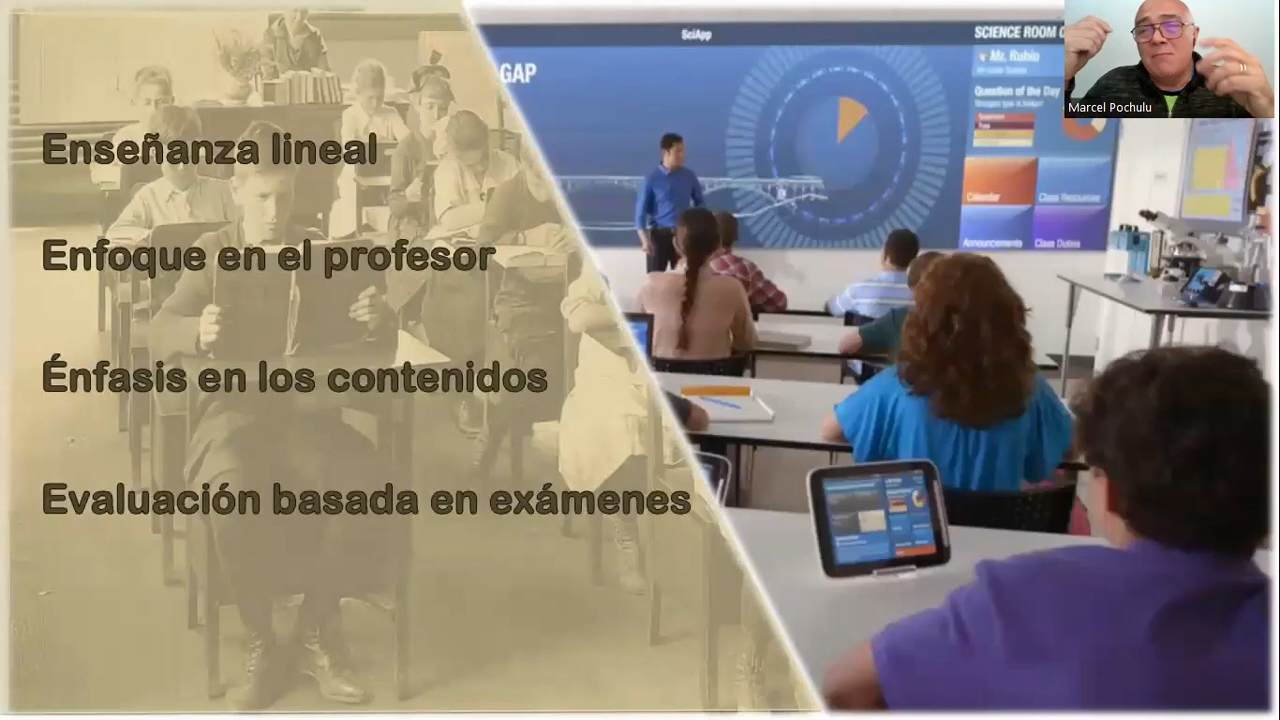 Enseñanza lineal
Enfoque en el profesor
Énfasis en los contenidos
Evaluación basada en exámenes
SciApp
GAP
SCIENCE ROOM
Mr. Rubio
Question of the Day
Calendar
Class Resources
Announcements
Class Duties
Marcel Pochulu